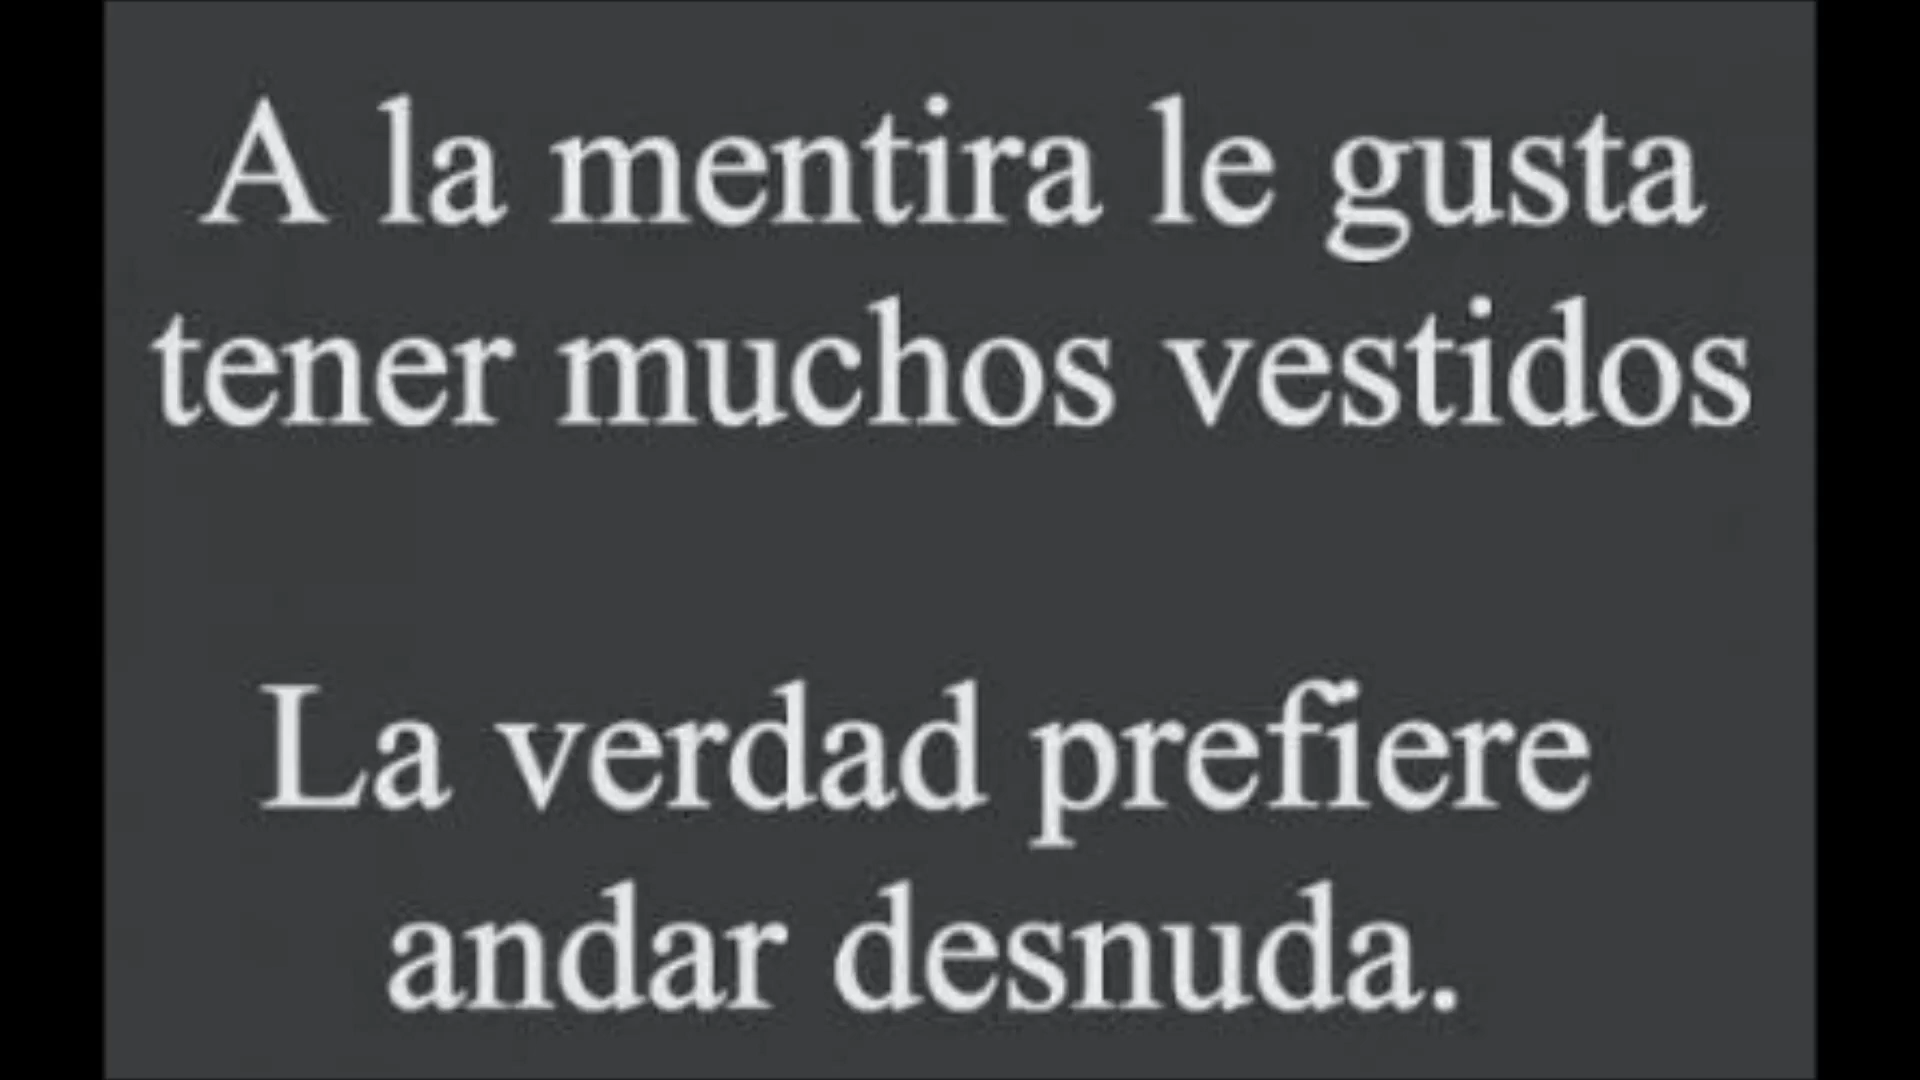 A la mentira le gusta
tener muchos vestidos
La verdad prefiere
andar desnuda.